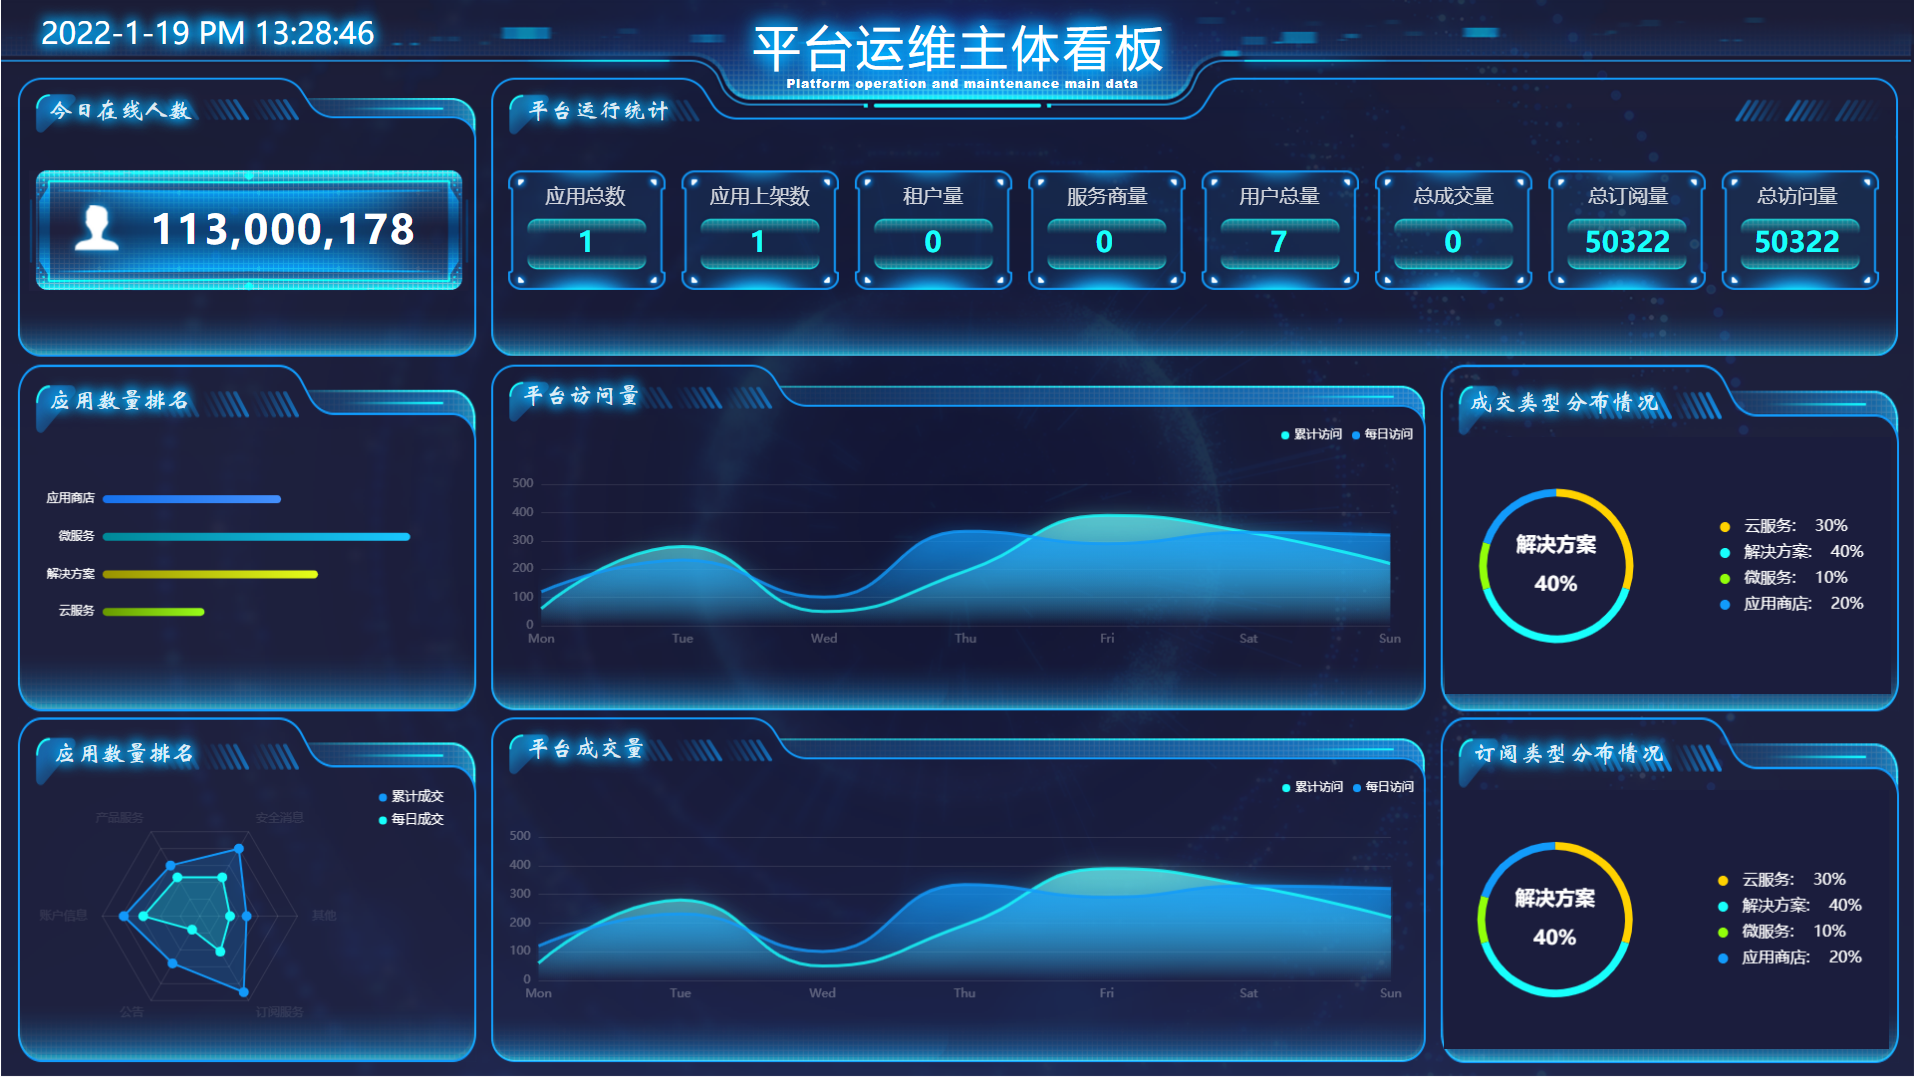 2022-1-19 PM 13:28:46
平台运维主体看板
Platform operation and maintenance main data
今日在线人数
113,000,178
平台运行统计
应用总数
1
应用上架数
1
租户量
0
服务商量
0
用户总量
7
总成交量
0
总订阅量
50322
总访问量
50322
应用数量排名
应用商店
微服务
解决方案
云服务
平台访问量
累计访问 每日访问
500
400
300
200
100
0
Mon Tue Wed Thu Fri Sat Sun
成交类型分布情况
解决方案
40%
云服务: 30%
解决方案: 40%
微服务: 10%
应用商店: 20%
应用数量排名
累计成交
每日成交
产品服务 安全消息
账户信息 其他
公告 订阅服务
平台成交量
累计访问 每日访问
500
400
300
200
100
0
Mon Tue Wed Thu Fri Sat Sun
订阅类型分布情况
解决方案
40%
云服务: 30%
解决方案: 40%
微服务: 10%
应用商店: 20%